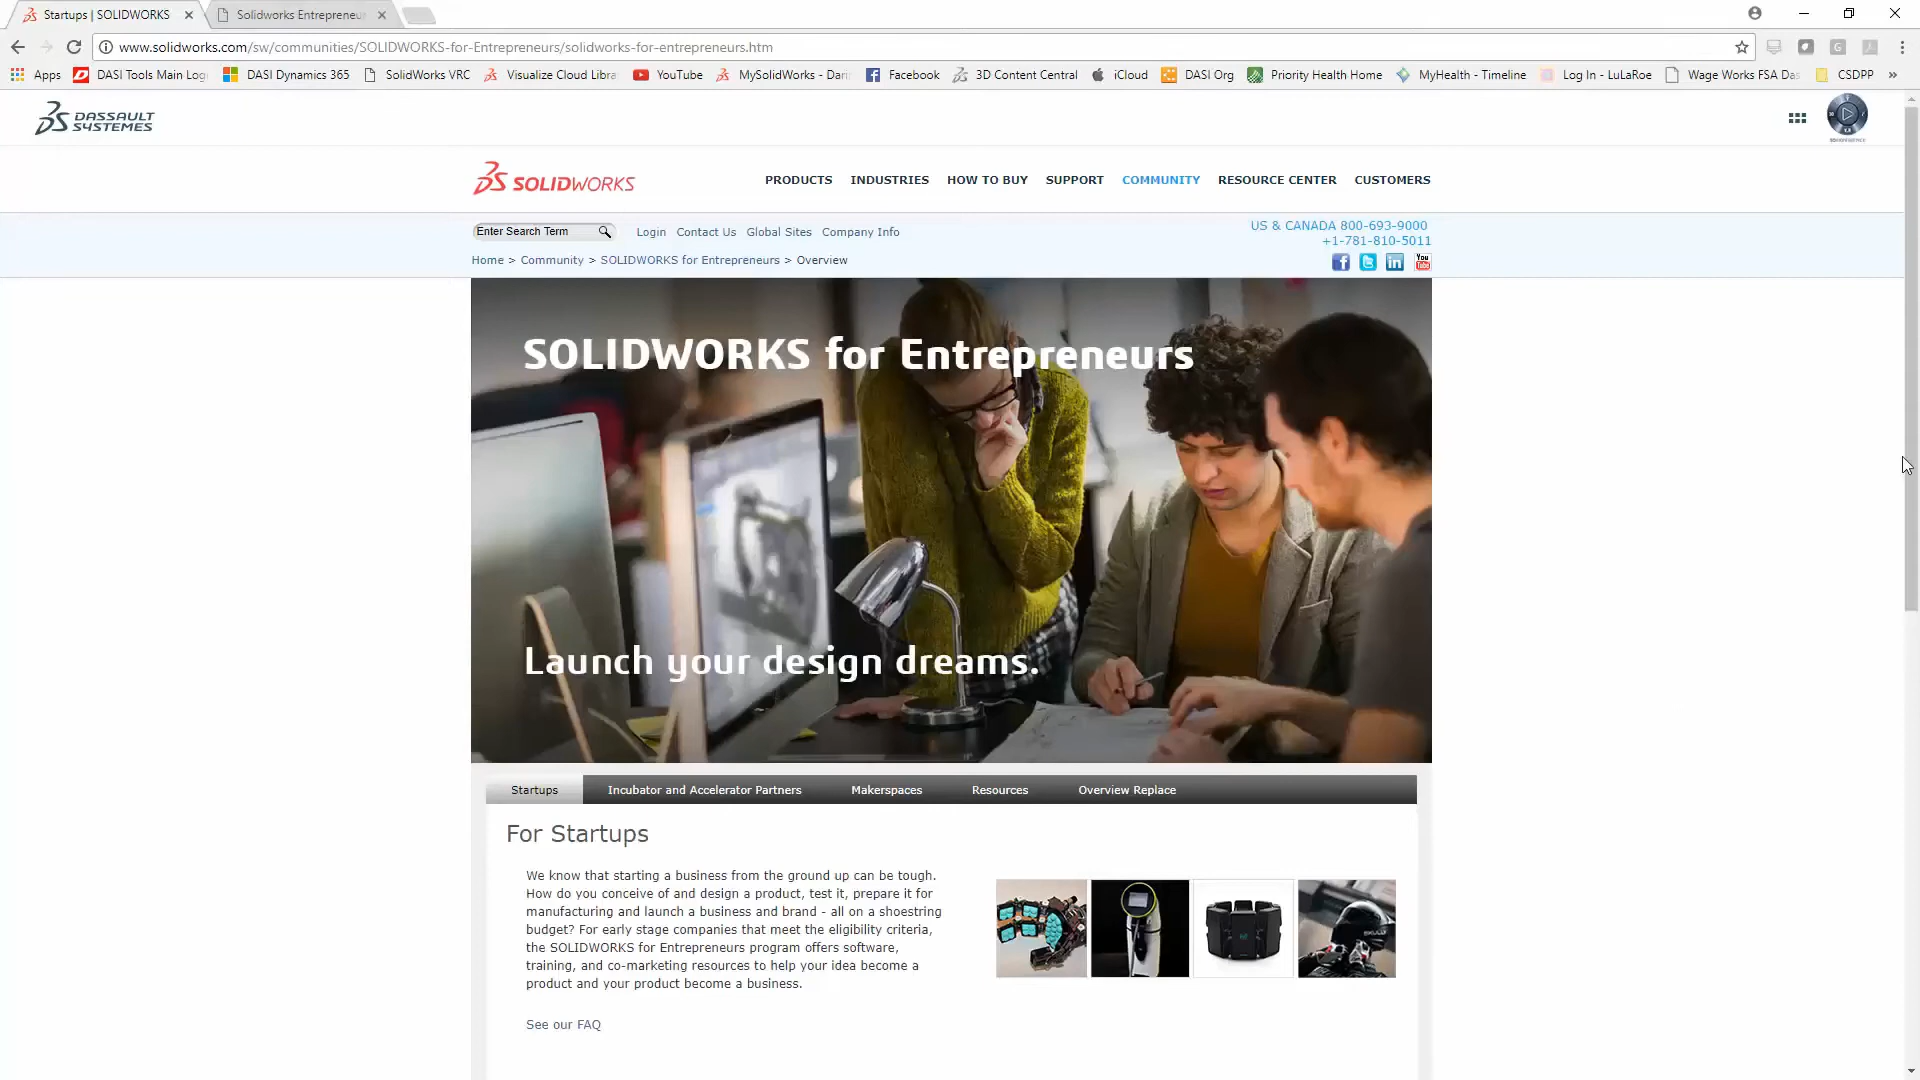 Startups | SOLIDWORKS
Solidworks Entrepreneu
www.solidworks.com/sw/communities/SOLIDWORKS-for-Entrepreneurs/solidworks-for-entrepreneurs.htm
Apps DASI Tools Main Log DASI Dynamics 365 SolidWorks VRC Visualize Cloud Libra YouTube MySolidWorks - Darin Facebook 3D Content Central iCloud DASI Org Priority Health Home MyHealth - Timeline Log In - LuLaRoe Wage Works FSA Das CSDPP
DASSAULT
SYSTEMES
SOLIDWORKS
PRODUCTS INDUSTRIES HOW TO BUY SUPPORT COMMUNITY RESOURCE CENTER CUSTOMERS
Enter Search Term Login Contact Us Global Sites Company Info
US & CANADA 800-693-9000
+1-781-810-5011
Home > Community > SOLIDWORKS for Entrepreneurs > Overview
You
Tube
SOLIDWORKS for Entrepreneurs
Launch your design dreams.
Startups Incubator and Accelerator Partners Makerspaces Resources Overview Replace
For Startups
We know that starting a business from the ground up can be tough.
How do you conceive of and design a product, test it, prepare it for
manufacturing and launch a business and brand - all on a shoestring
budget? For early stage companies that meet the eligibility criteria,
the SOLIDWORKS for Entrepreneurs program offers software,
training, and co-marketing resources to help your idea become a
product and your product become a business.
See our FAQ